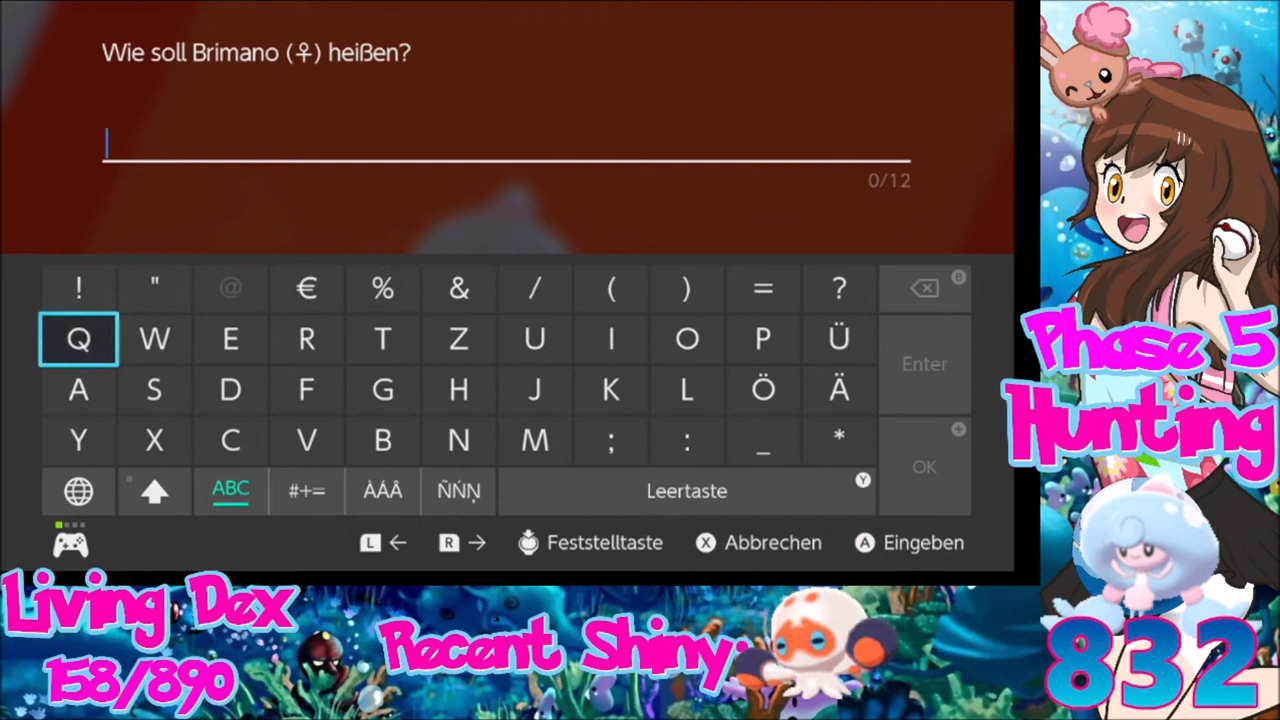 Wie soll Brimano (♀) heißen?
0/12
! " @ € % & / ( ) = ? B
Q W E R T Z U I O P Ü Enter
A S D F G H J K L Ö Ä
Y X C V B N M ; : _ * + OK
ABC #+= ÀÁÂ ÑŃŅ Leertaste Y
L ← R → Feststelltaste X Abbrechen A Eingeben
Phase 5
Hunting
Living Dex
158/890
Recent Shiny:
832